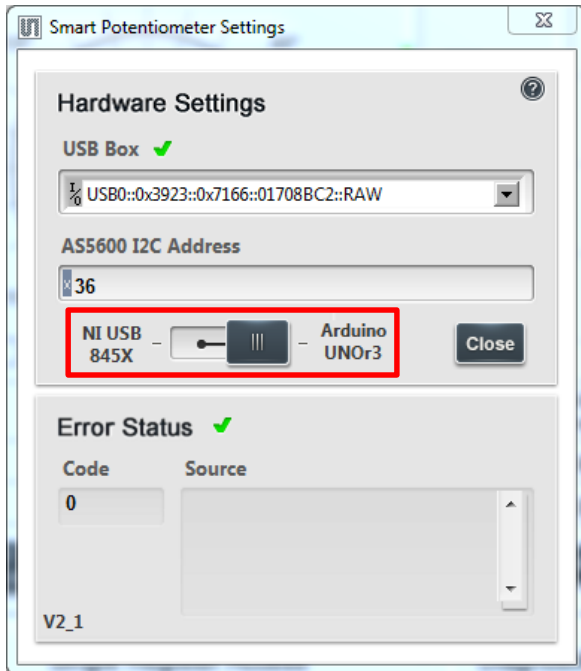 Smart Potentiometer Settings
Hardware Settings
USB Box
I/O USB0::0x3923::0x7166::01708BC2::RAW
AS5600 I2C Address
x 36
NI USB
845X
Arduino
UNOr3
Close
Error Status
Code
Source
0
V2_1